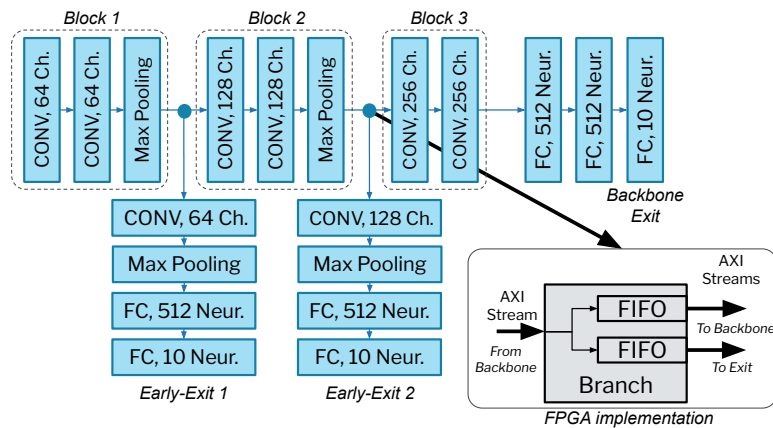 Block 1
Block 2
Block 3
CONV, 64 Ch.
CONV, 64 Ch.
Max Pooling
CONV, 128 Ch.
CONV, 128 Ch.
Max Pooling
CONV, 256 Ch.
CONV, 256 Ch.
FC, 512 Neur.
FC, 512 Neur.
FC, 10 Neur.
Backbone
Exit
CONV, 64 Ch.
Max Pooling
FC, 512 Neur.
FC, 10 Neur.
Early-Exit 1
CONV, 128 Ch.
Max Pooling
FC, 512 Neur.
FC, 10 Neur.
Early-Exit 2
AXI
Stream
From
Backbone
FIFO
FIFO
Branch
AXI
Streams
To Backbone
To Exit
FPGA implementation